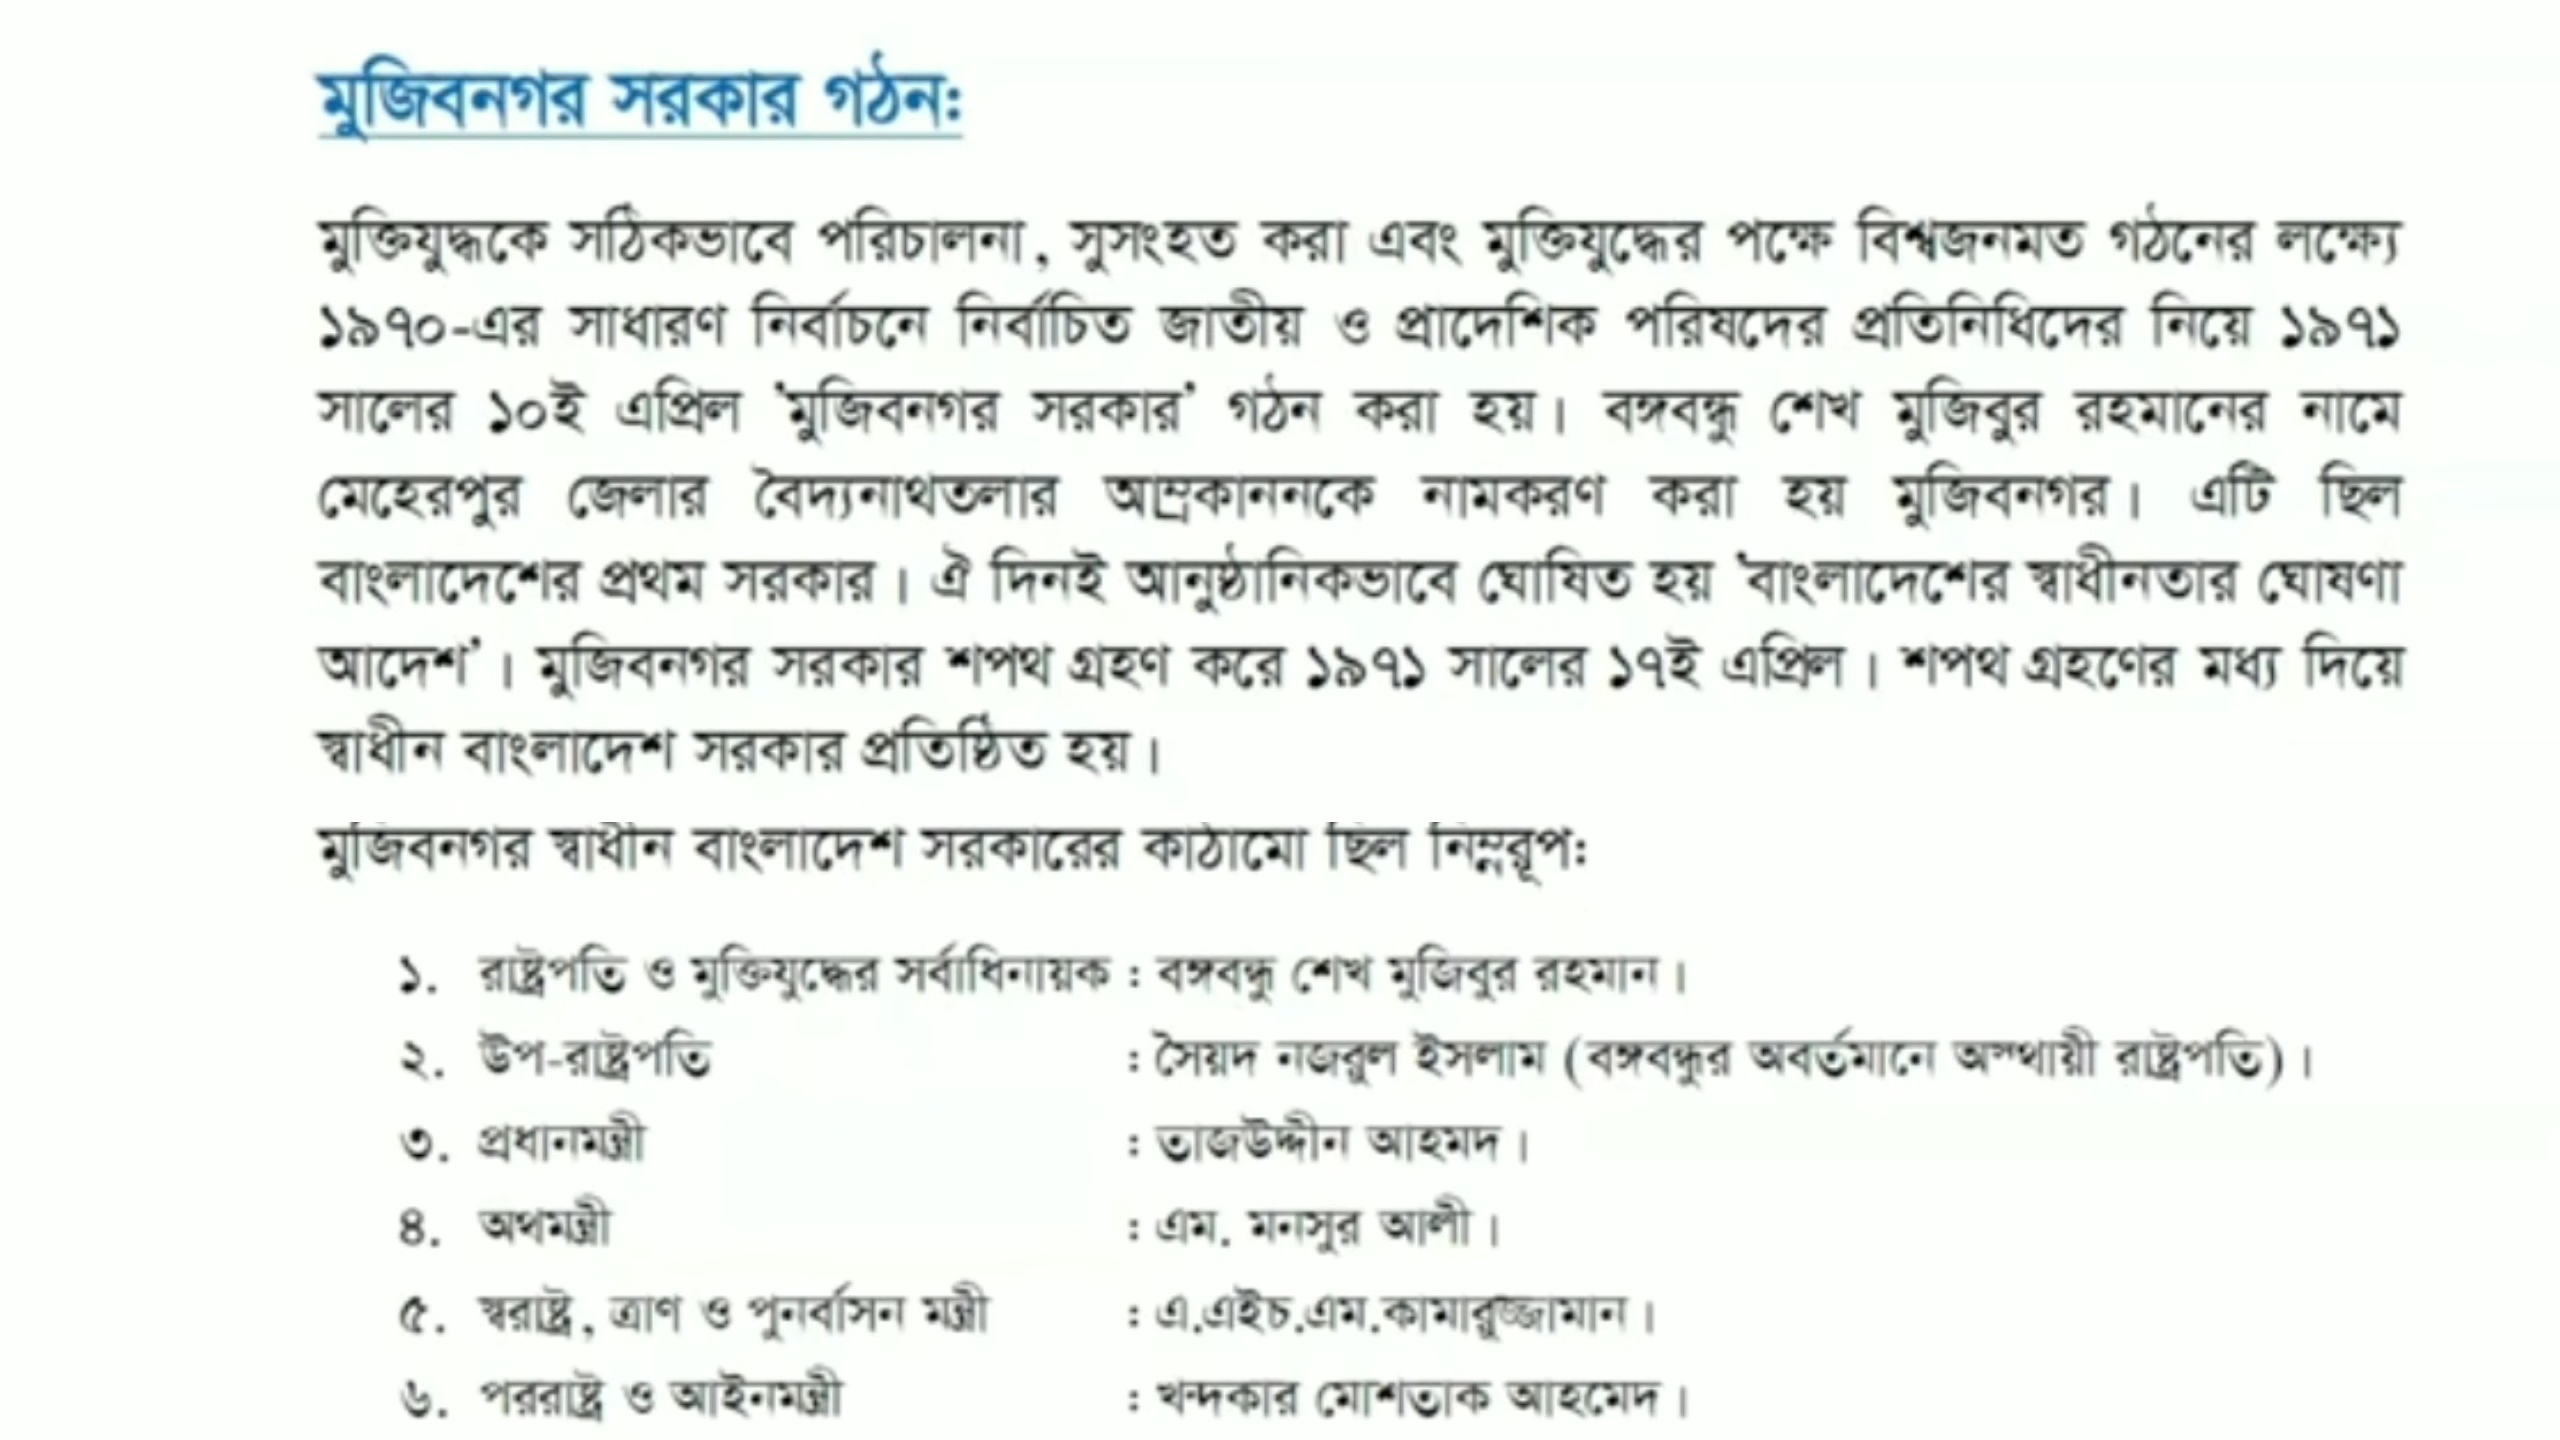 মুজিবনগর সরকার গঠন:
মুক্তিযুদ্ধকে সঠিকভাবে পরিচালনা, সুসংহত করা এবং মুক্তিযুদ্ধের পক্ষে বিশ্বজনমত গঠনের লক্ষ্যে
১৯৭০-এর সাধারণ নির্বাচনে নির্বাচিত জাতীয় ও প্রাদেশিক পরিষদের প্রতিনিধিদের নিয়ে ১৯৭১
সালের ১০ই এপ্রিল 'মুজিবনগর সরকার' গঠন করা হয়। বঙ্গবন্ধু শেখ মুজিবুর রহমানের নামে
মেহেরপুর জেলার বৈদ্যনাথতলার আম্রকাননকে নামকরণ করা হয় মুজিবনগর। এটি ছিল
বাংলাদেশের প্রথম সরকার। ঐ দিনই আনুষ্ঠানিকভাবে ঘোষিত হয় 'বাংলাদেশের স্বাধীনতার ঘোষণা
আদেশ'। মুজিবনগর সরকার শপথ গ্রহণ করে ১৯৭১ সালের ১৭ই এপ্রিল। শপথ গ্রহণের মধ্য দিয়ে
স্বাধীন বাংলাদেশ সরকার প্রতিষ্ঠিত হয়।
মুজিবনগর স্বাধীন বাংলাদেশ সরকারের কাঠামো ছিল নিম্নরূপ:
১. রাষ্ট্রপতি ও মুক্তিযুদ্ধের সর্বাধিনায়ক : বঙ্গবন্ধু শেখ মুজিবুর রহমান।
২. উপ-রাষ্ট্রপতি : সৈয়দ নজরুল ইসলাম (বঙ্গবন্ধুর অবর্তমানে অস্থায়ী রাষ্ট্রপতি)।
৩. প্রধানমন্ত্রী : তাজউদ্দীন আহমদ।
৪. অথমন্ত্রী : এম. মনসুর আলী।
৫. স্বরাষ্ট্র, ত্রাণ ও পুনর্বাসন মন্ত্রী : এ.এইচ.এম.কামারুজ্জামান।
৬. পররাষ্ট্র ও আইনমন্ত্রী : খন্দকার মোশতাক আহমেদ।